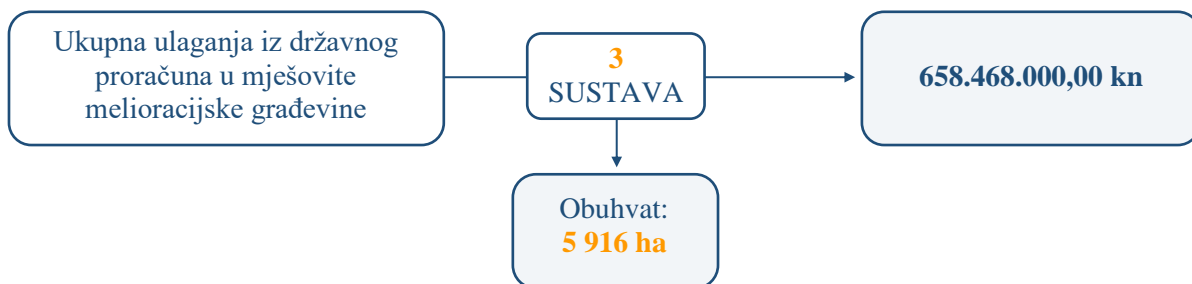 Ukupna ulaganja iz državnog
proračuna u mješovite
melioracijske građevine
3
SUSTAVA
658.468.000,00 kn
Obuhvat:
5 916 ha